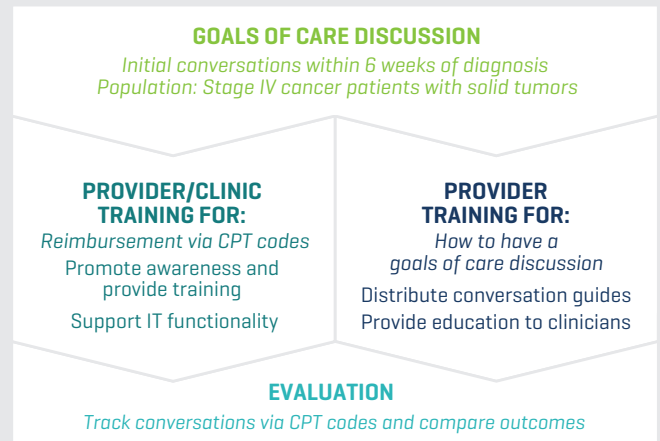 GOALS OF CARE DISCUSSION
Initial conversations within 6 weeks of diagnosis
Population: Stage IV cancer patients with solid tumors
PROVIDER/CLINIC
TRAINING FOR:
Reimbursement via CPT codes
Promote awareness and
provide training
Support IT functionality
PROVIDER
TRAINING FOR:
How to have a
goals of care discussion
Distribute conversation guides
Provide education to clinicians
EVALUATION
Track conversations via CPT codes and compare outcomes